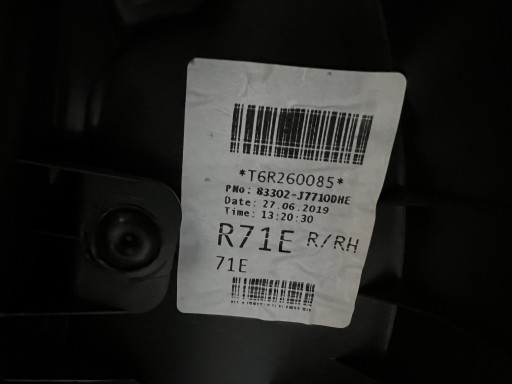 *T6R260085*
PNo: 83302-J7710DHE
Date: 27.06.2019
Time: 13:20:30
R71E R/RH
71E